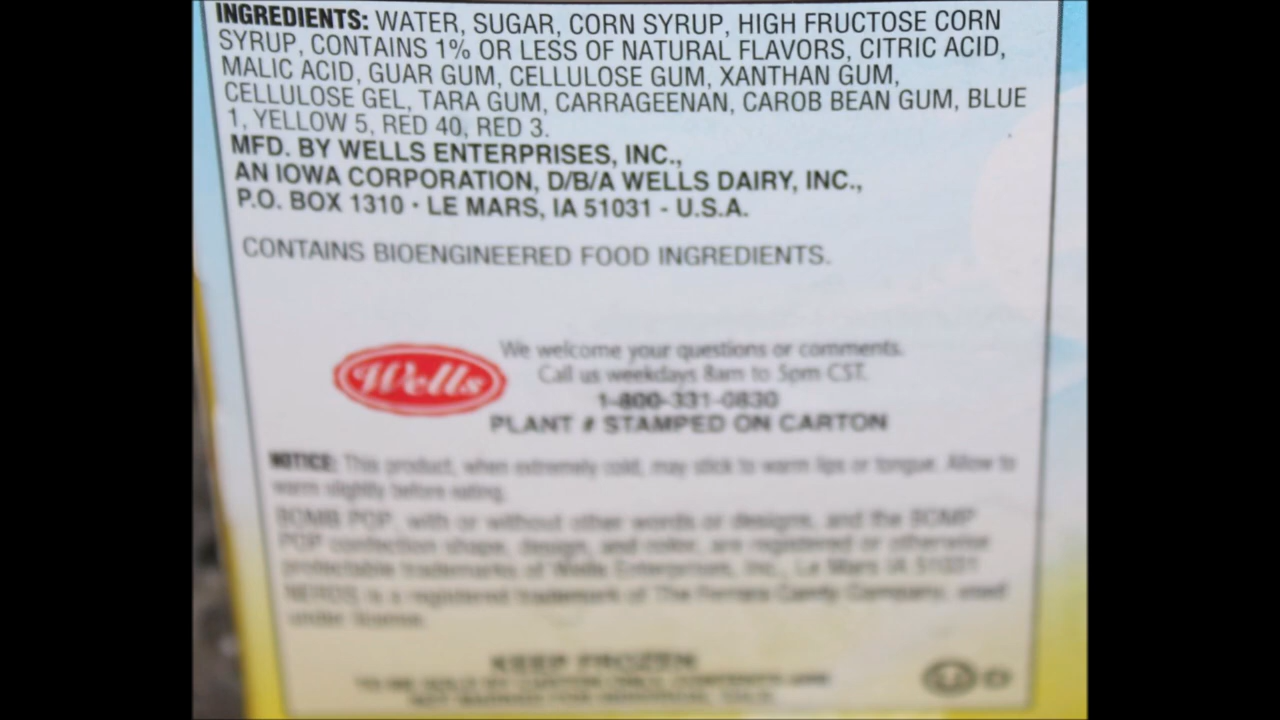 INGREDIENTS: WATER, SUGAR, CORN SYRUP, HIGH FRUCTOSE CORN
SYRUP, CONTAINS 1% OR LESS OF NATURAL FLAVORS, CITRIC ACID,
MALIC ACID, GUAR GUM, CELLULOSE GUM, XANTHAN GUM,
CELLULOSE GEL, TARA GUM, CARRAGEENAN, CAROB BEAN GUM, BLUE
1, YELLOW 5, RED 40, RED 3.
MFD. BY WELLS ENTERPRISES, INC.,
AN IOWA CORPORATION, D/B/A WELLS DAIRY, INC.,
P.O. BOX 1310 · LE MARS, IA 51031 - U.S.A.
CONTAINS BIOENGINEERED FOOD INGREDIENTS.
Wells
We welcome your questions or comments.
Call us weekdays 8am to 5pm CST.
1-800-331-0830
PLANT # STAMPED ON CARTON
NOTICE: This product, when extremely cold, may stick to warm lips or tongue. Allow to
warm slightly before eating.
BOMB POP, with or without other words or designs, and the BOMB
POP confection shape, design, and color, are registered or otherwise
protectable trademarks of Wells Enterprises, Inc., Le Mars IA 51031
NERDS is a registered trademark of The Ferrara Candy Company, used
under license.
KEEP FROZEN